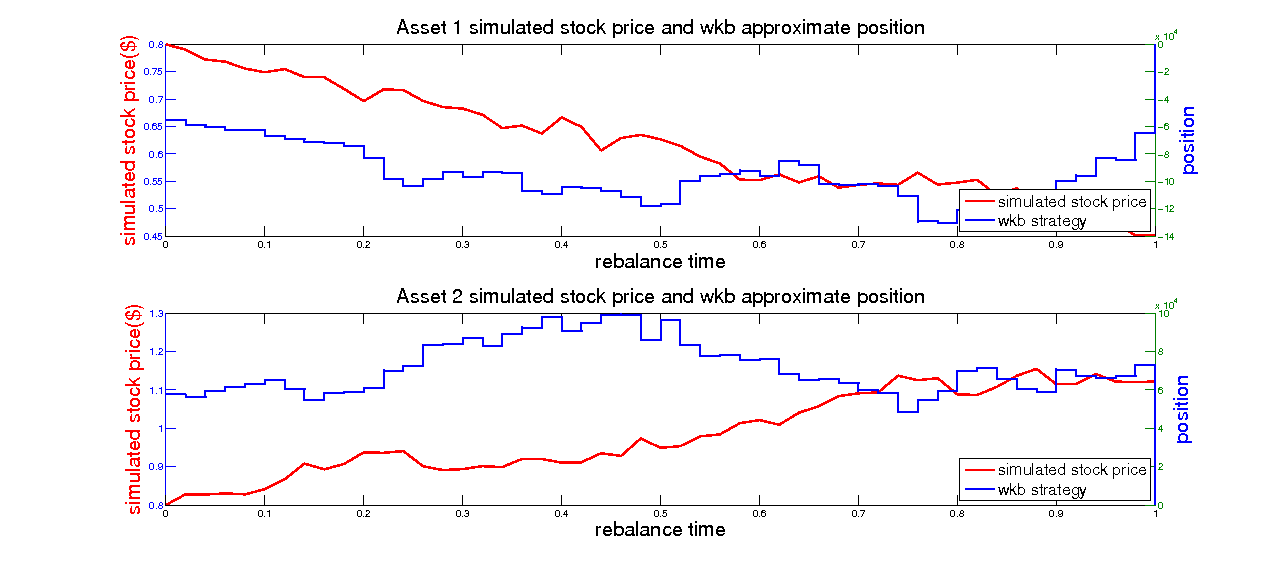 Asset 1 simulated stock price and wkb approximate position
x 10^4
simulated stock price($)
0.8
0.75
0.7
0.65
0.6
0.55
0.5
0.45
0
-2
-4
-6
-8
-10
-12
-14
position
simulated stock price
wkb strategy
0 0.1 0.2 0.3 0.4 0.5 0.6 0.7 0.8 0.9 1
rebalance time
Asset 2 simulated stock price and wkb approximate position
x 10^4
simulated stock price($)
1.3
1.2
1.1
1
0.9
0.8
10
8
6
4
2
0
position
simulated stock price
wkb strategy
0 0.1 0.2 0.3 0.4 0.5 0.6 0.7 0.8 0.9 1
rebalance time